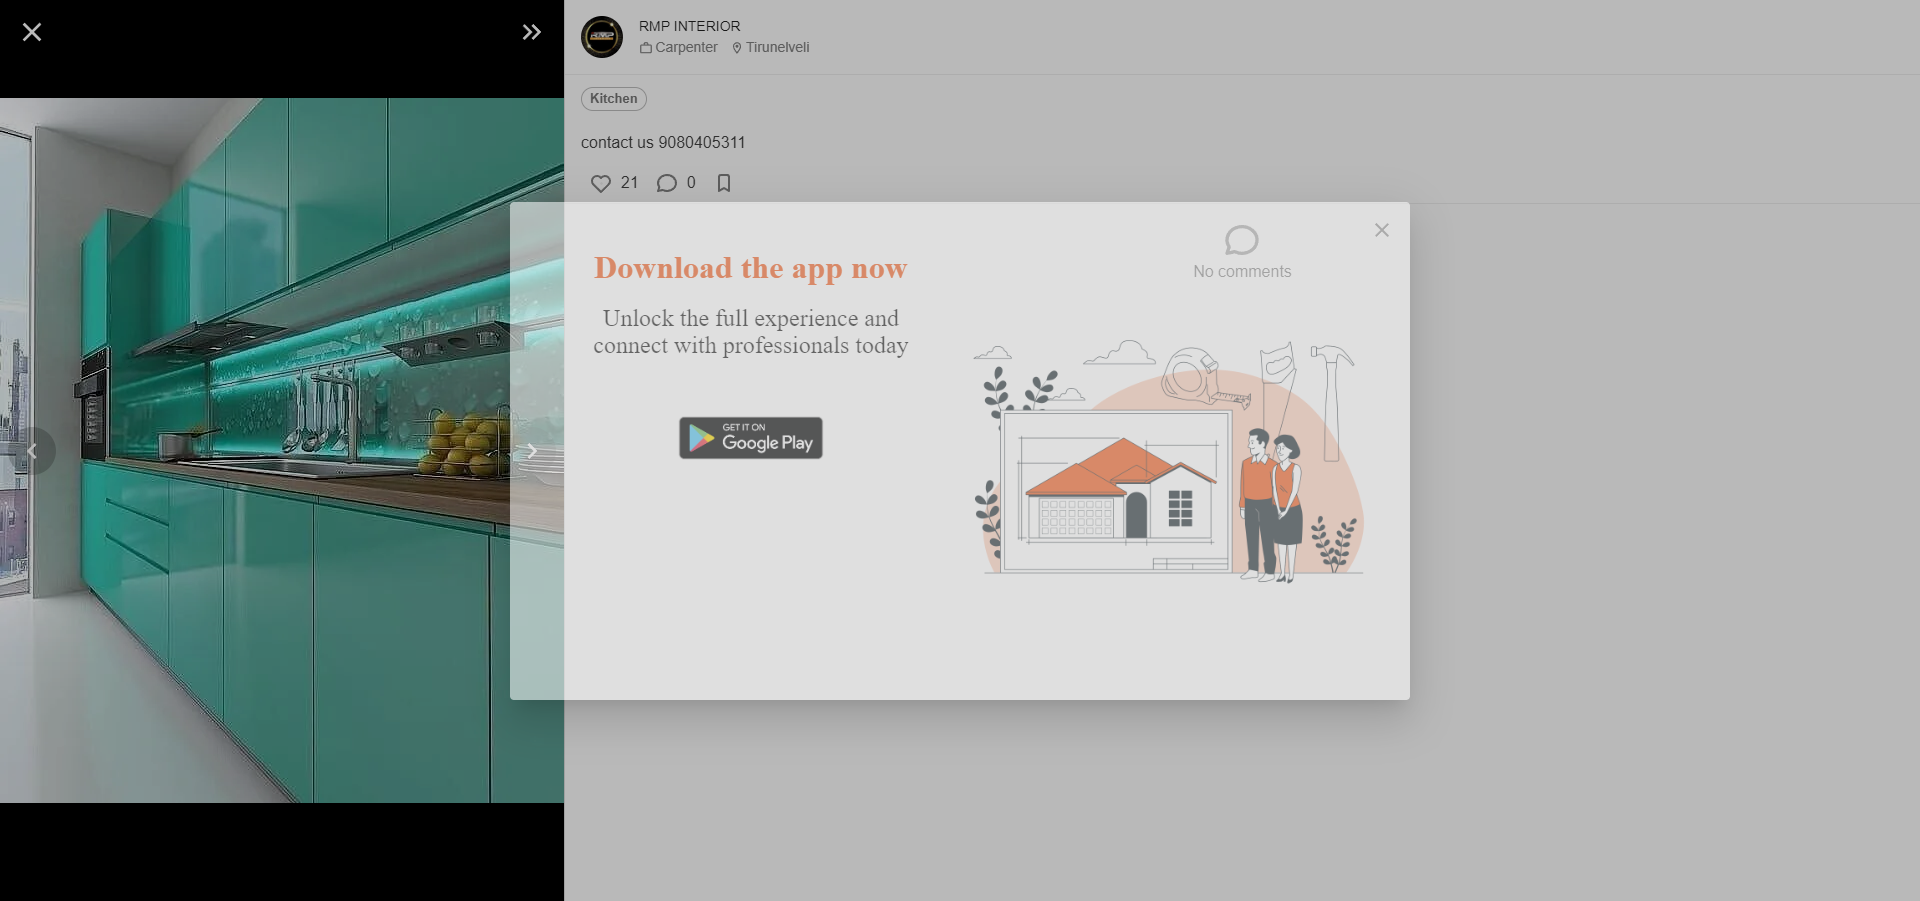 RMP INTERIOR
Carpenter Tirunelveli
Kitchen
contact us 9080405311
21 0
No comments
Download the app now
Unlock the full experience and
connect with professionals today
GET IT ON
Google Play